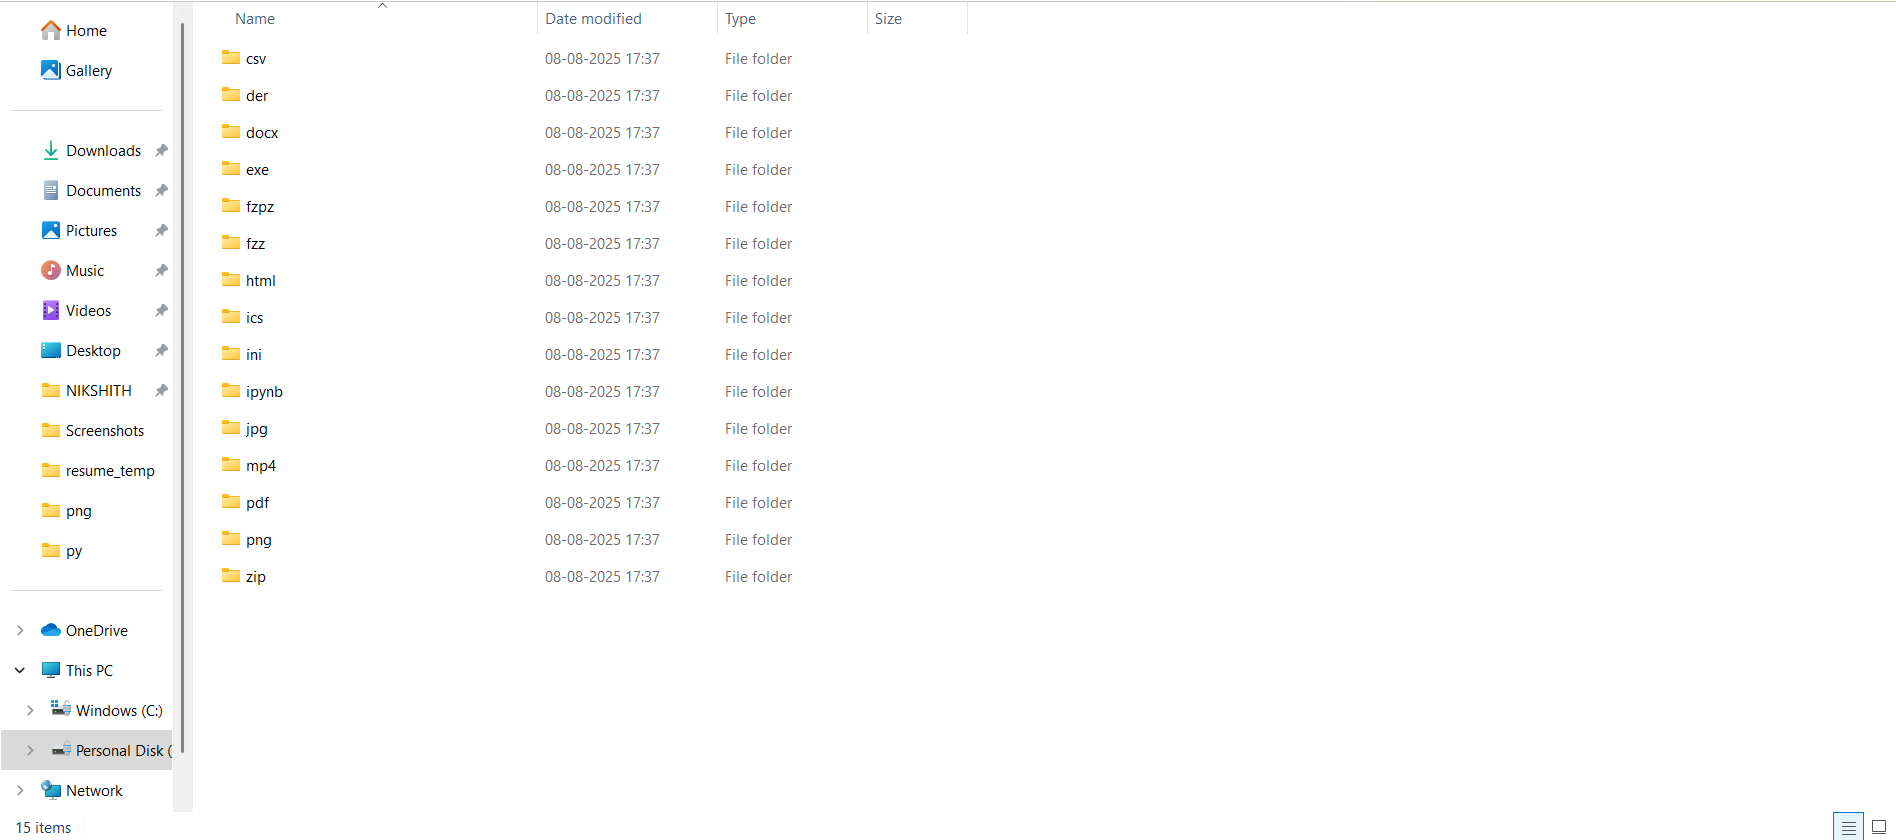 Home
Gallery
Downloads
Documents
Pictures
Music
Videos
Desktop
NIKSHITH
Screenshots
resume_temp
png
py
OneDrive
This PC
Windows (C:)
Personal Disk (
Network
Name Date modified Type Size
csv 08-08-2025 17:37 File folder
der 08-08-2025 17:37 File folder
docx 08-08-2025 17:37 File folder
exe 08-08-2025 17:37 File folder
fzpz 08-08-2025 17:37 File folder
fzz 08-08-2025 17:37 File folder
html 08-08-2025 17:37 File folder
ics 08-08-2025 17:37 File folder
ini 08-08-2025 17:37 File folder
ipynb 08-08-2025 17:37 File folder
jpg 08-08-2025 17:37 File folder
mp4 08-08-2025 17:37 File folder
pdf 08-08-2025 17:37 File folder
png 08-08-2025 17:37 File folder
zip 08-08-2025 17:37 File folder
15 items